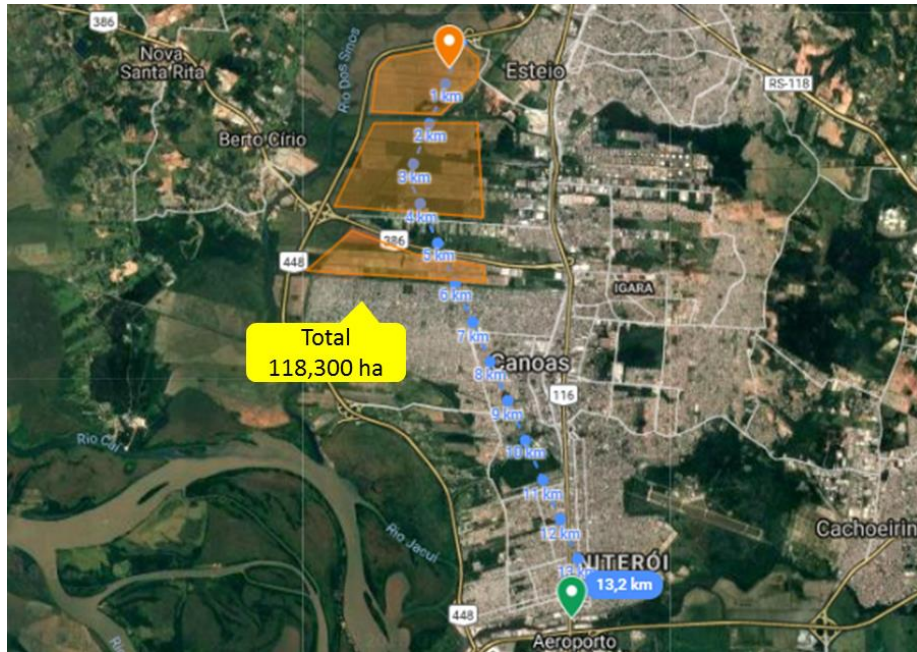 386
Nova
Santa Rita
Rio Dos Sinos
Esteio
RS-118
1 km
Berto Círio
2 km
3 km
4 km
386
5 km
448
6 km
IGARA
Total
118,300 ha
7 km
Canoas
8 km
116
9 km
Rio Caí
10 km
11 km
Rio Jacuí
12 km
Cachoeirin
NITERÓI
13 km
13,2 km
448
Aeroporto